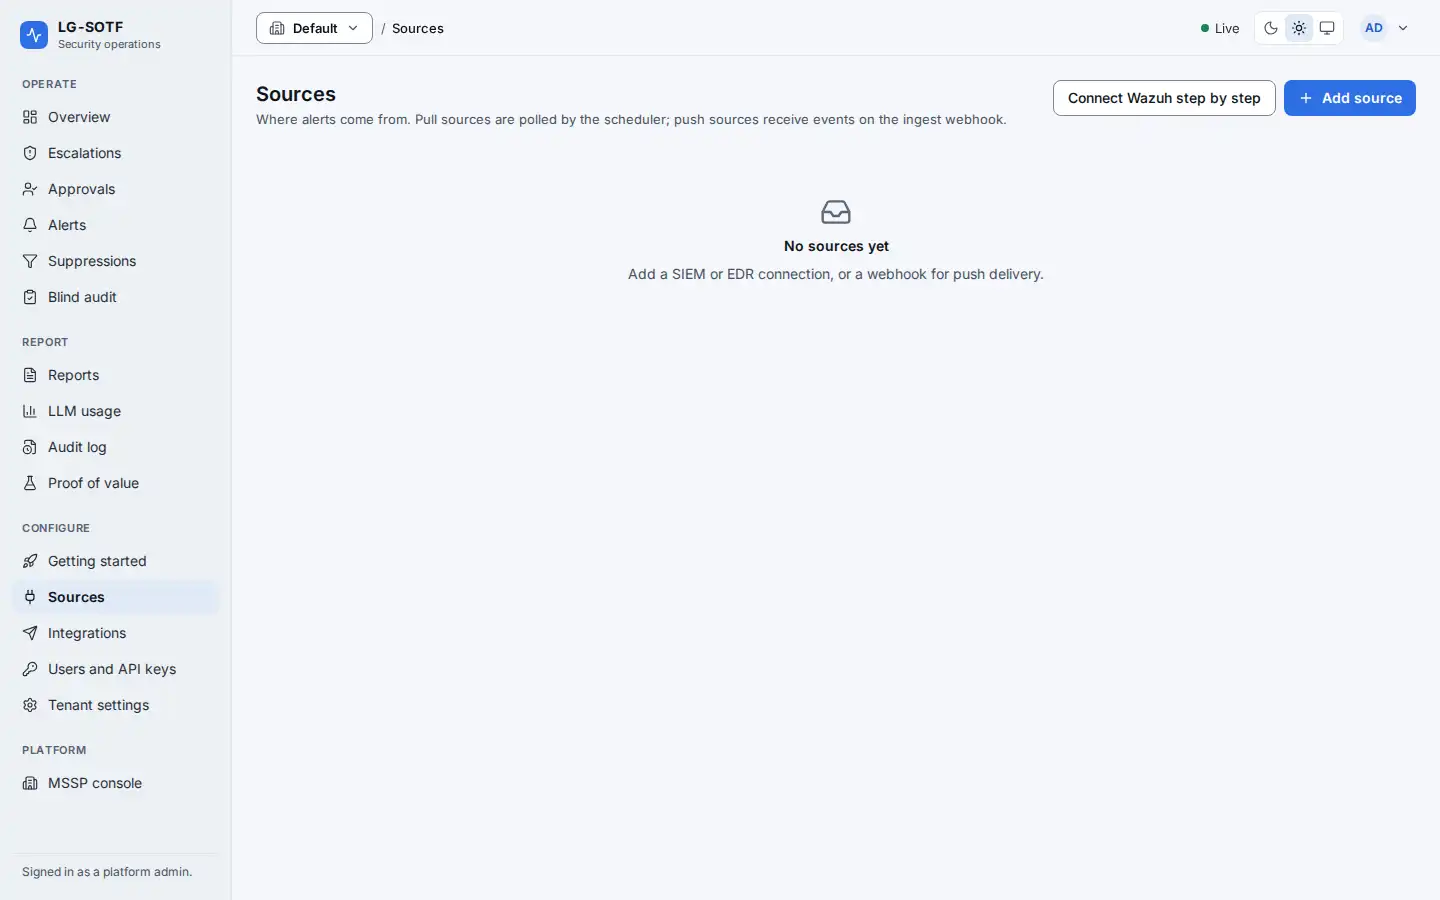 LG-SOTF
Security operations
OPERATE
Overview
Escalations
Approvals
Alerts
Suppressions
Blind audit
REPORT
Reports
LLM usage
Audit log
Proof of value
CONFIGURE
Getting started
Sources
Integrations
Users and API keys
Tenant settings
PLATFORM
MSSP console
Signed in as a platform admin.
Default / Sources
Live
AD
Sources
Where alerts come from. Pull sources are polled by the scheduler; push sources receive events on the ingest webhook.
Connect Wazuh step by step
Add source
No sources yet
Add a SIEM or EDR connection, or a webhook for push delivery.